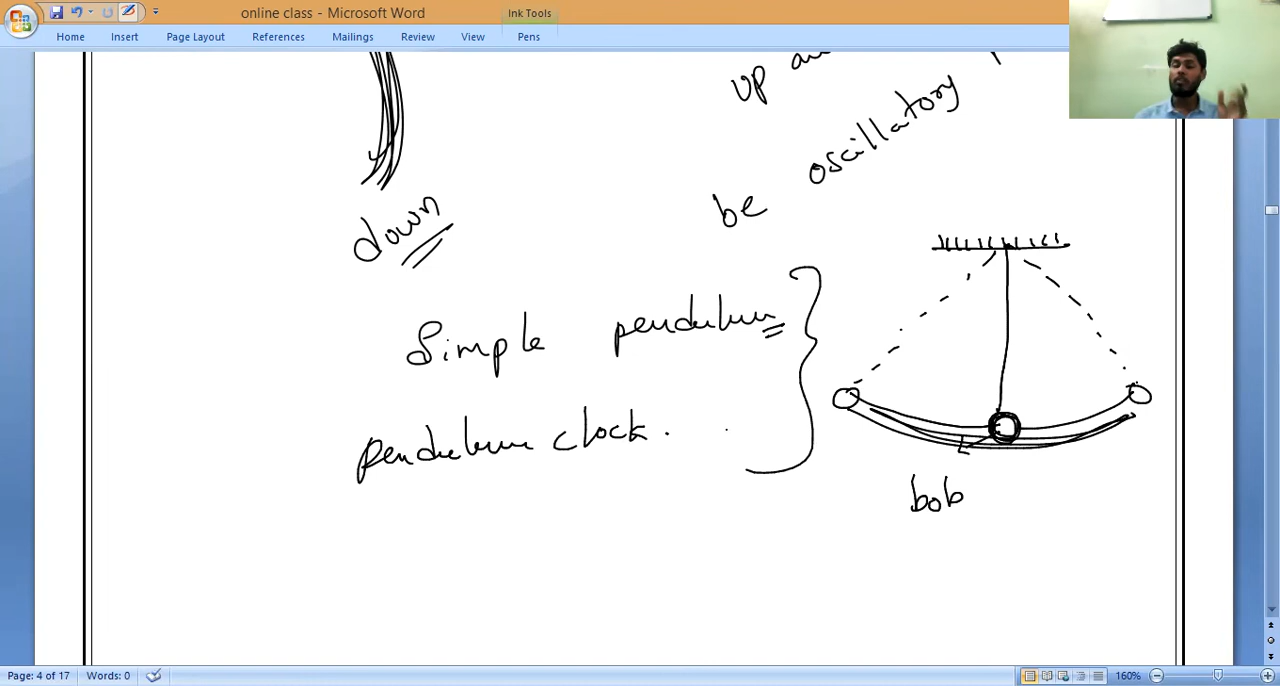 online class - Microsoft Word
Ink Tools
Home Insert Page Layout References Mailings Review View Pens
up
be oscillatory
down
Simple pendulum
pendulum clock.
bob
Page: 4 of 17 Words: 0
160%